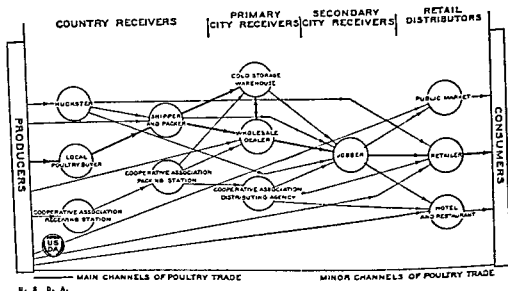 COUNTRY RECEIVERS
PRIMARY
CITY RECEIVERS
SECONDARY
CITY RECEIVERS
RETAIL
DISTRIBUTORS
PRODUCERS
HUCKSTER
LOCAL
POULTRY BUYER
COOPERATIVE ASSOCIATION
RECEIVING STATION
SHIPPER
AND PACKER
COOPERATIVE ASSOCIATION
PACKING STATION
COLD STORAGE
WAREHOUSE
WHOLESALE
DEALER
COOPERATIVE ASSOCIATION
DISTRIBUTING AGENCY
JOBBER
PUBLIC MARKET
RETAILER
HOTEL
AND RESTAURANT
CONSUMERS
US
DA
MAIN CHANNELS OF POULTRY TRADE
MINOR CHANNELS OF POULTRY TRADE
U. S. D. A.